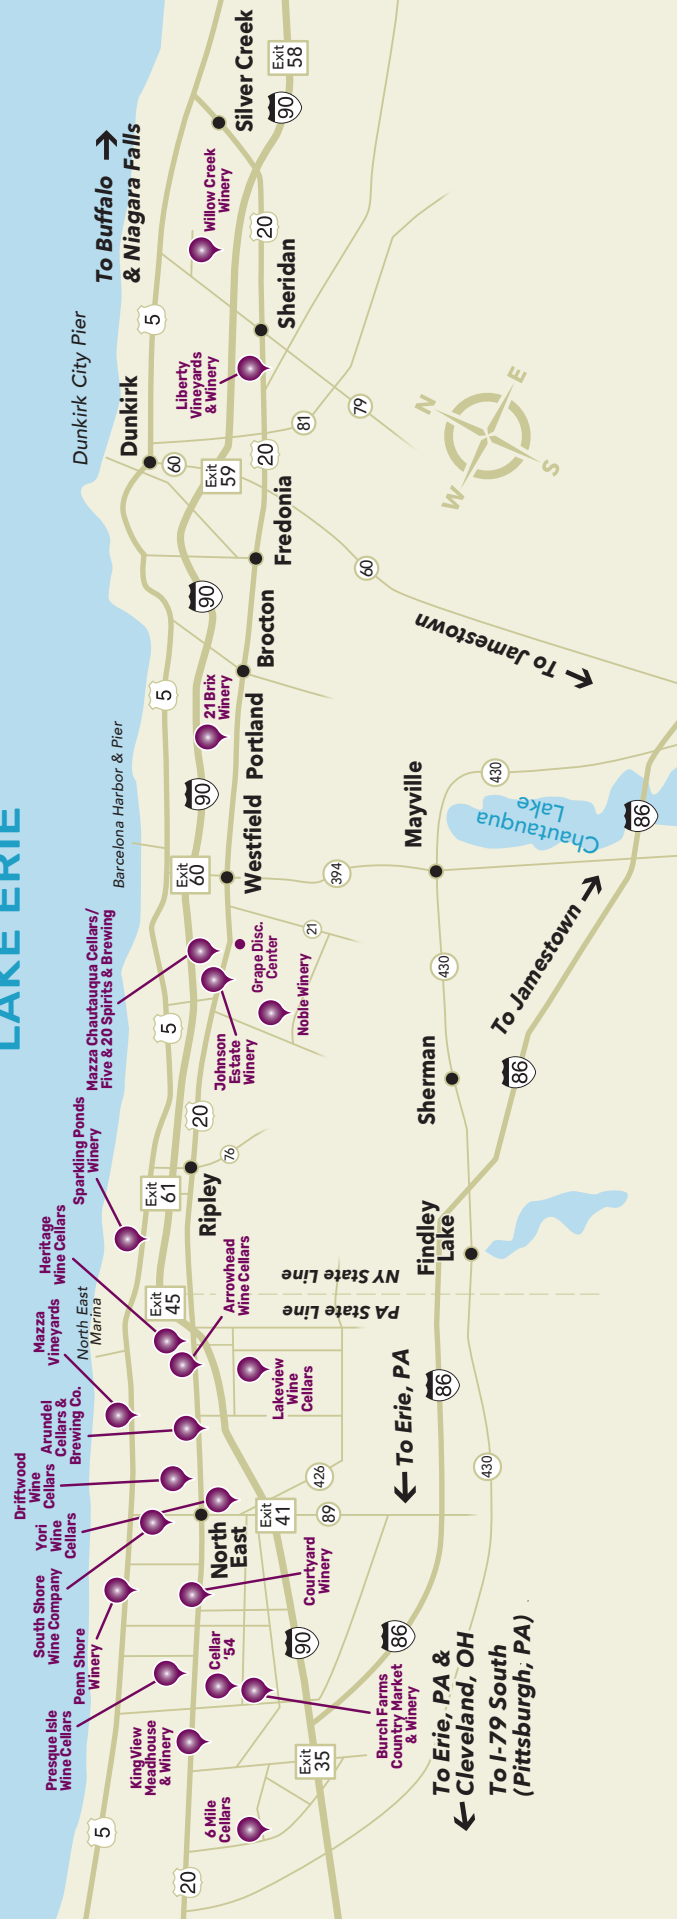 LAKE ERIE
To Buffalo
& Niagara Falls
Silver Creek
Exit
58
90
Willow Creek
Winery
20
Sheridan
5
Dunkirk City Pier
Dunkirk
Liberty
Vineyards
& Winery
81
79
60
Exit
59
20
N
E
S
W
Fredonia
60
90
Brocton
To Jamestown
5
21 Brix
Winery
Portland
90
Barcelona Harbor & Pier
Exit
60
Westfield
394
Mayville
430
Chautauqua
Lake
86
Mazza Chautauqua Cellars/
Five & 20 Spirits & Brewing
Grape Disc.
Center
21
Noble Winery
Johnson
Estate
Winery
5
430
To Jamestown
Sherman
86
20
76
Sparkling Ponds
Winery
Exit
61
Ripley
Findley
Lake
Heritage
Wine Cellars
Arrowhead
Wine Cellars
NY State Line
PA State Line
Exit
45
North East
Marina
Mazza
Vineyards
Lakeview
Wine
Cellars
Arundel
Cellars &
Brewing Co.
To Erie, PA
86
430
426
89
Driftwood
Wine
Cellars
Yori
Wine
Cellars
North
East
Exit
41
South Shore
Wine Company
Courtyard
Winery
Penn Shore
Winery
Cellar
'54
90
86
Presque Isle
Wine Cellars
KingView
Meadhouse
& Winery
Burch Farms
Country Market
& Winery
Exit
35
6 Mile
Cellars
5
20
To Erie, PA &
Cleveland, OH
To I-79 South
(Pittsburgh, PA)